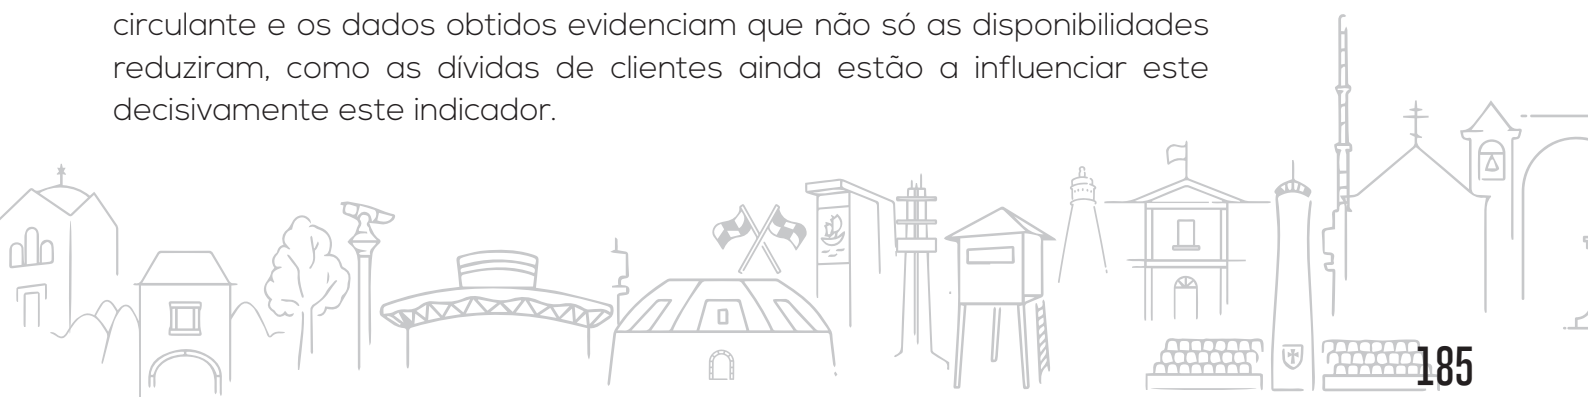 circulante e os dados obtidos evidenciam que não só as disponibilidades
reduziram, como as dívidas de clientes ainda estão a influenciar este
decisivamente este indicador.
185